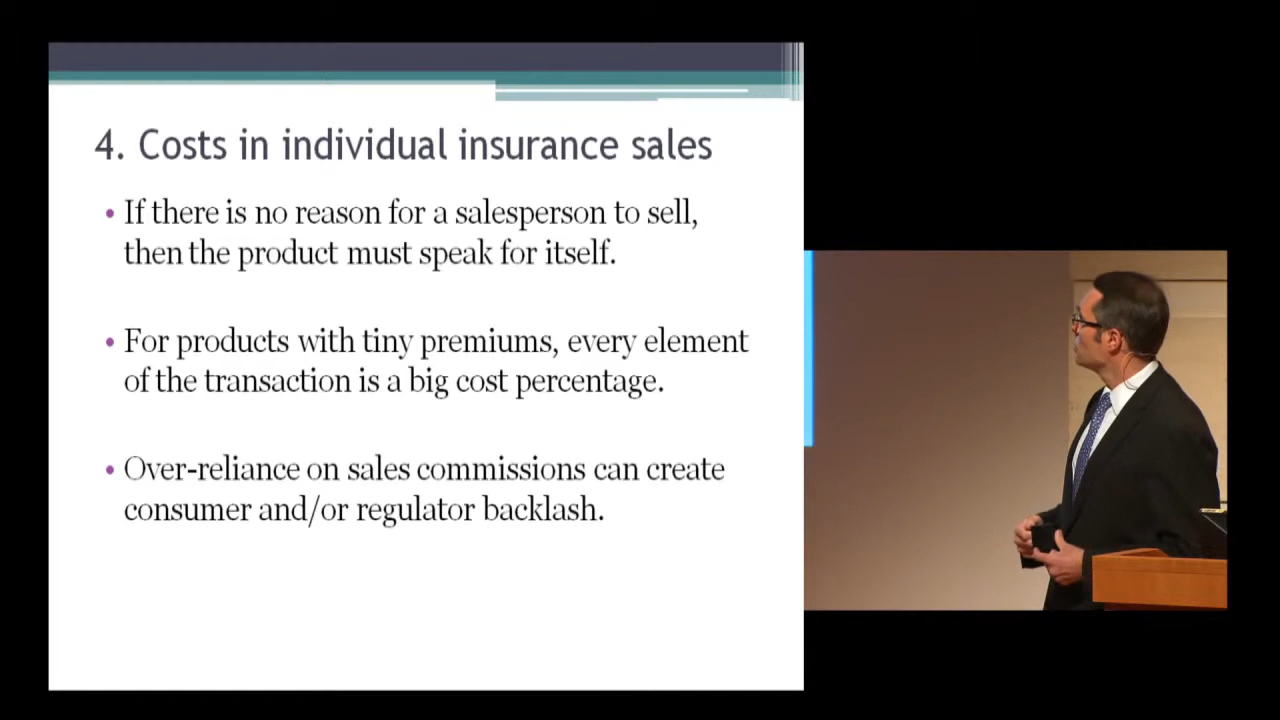 4. Costs in individual insurance sales
• If there is no reason for a salesperson to sell,
then the product must speak for itself.
• For products with tiny premiums, every element
of the transaction is a big cost percentage.
• Over-reliance on sales commissions can create
consumer and/or regulator backlash.